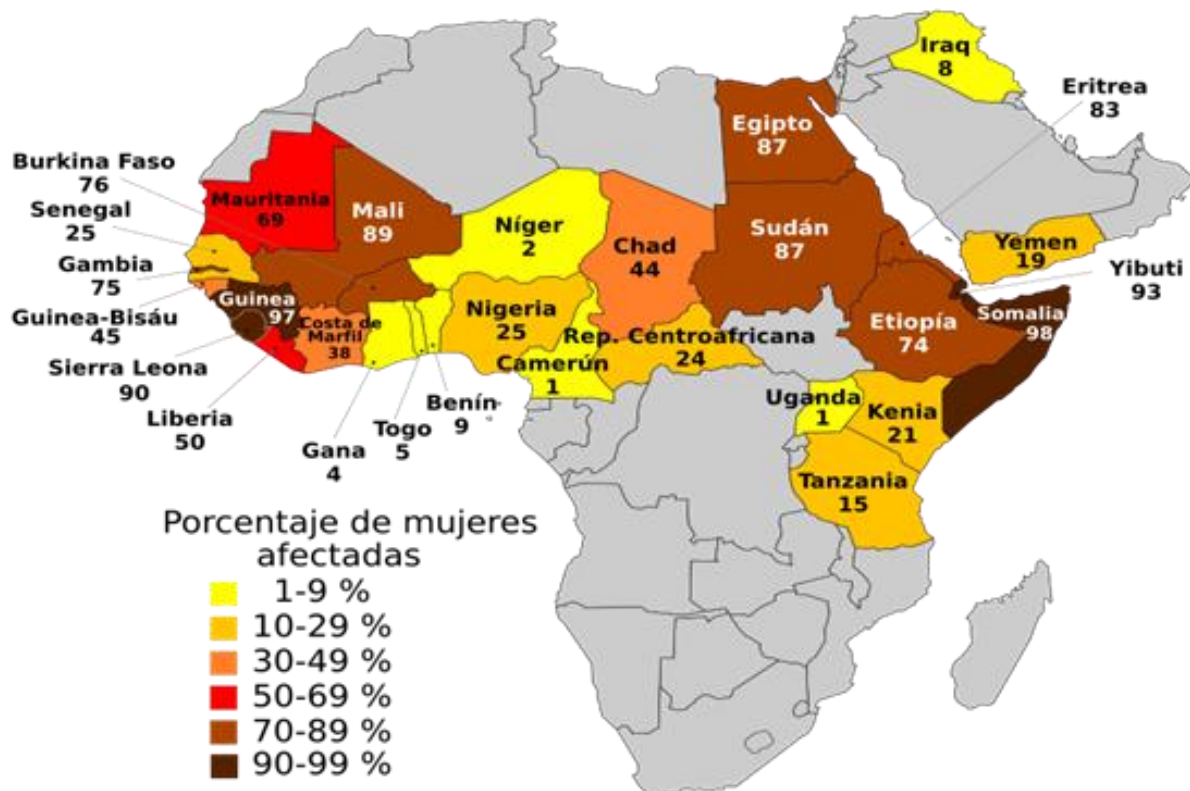 Iraq
8
Eritrea
83
Egipto
87
Burkina Faso
76
Mauritania
69
Mali
89
Senegal
25
Níger
2
Chad
44
Sudán
87
Yemen
19
Gambia
75
Yibuti
93
Guinea
97
Guinea-Bisáu
45
Costa de
Marfil
38
Nigeria
25
Rep. Centroafricana
24
Etiopía
74
Somalia
98
Sierra Leona
90
Camerún
1
Uganda
1
Kenia
21
Liberia
50
Gana
4
Togo
5
Benín
9
Tanzania
15
Porcentaje de mujeres
afectadas
1-9 %
10-29 %
30-49 %
50-69 %
70-89 %
90-99 %